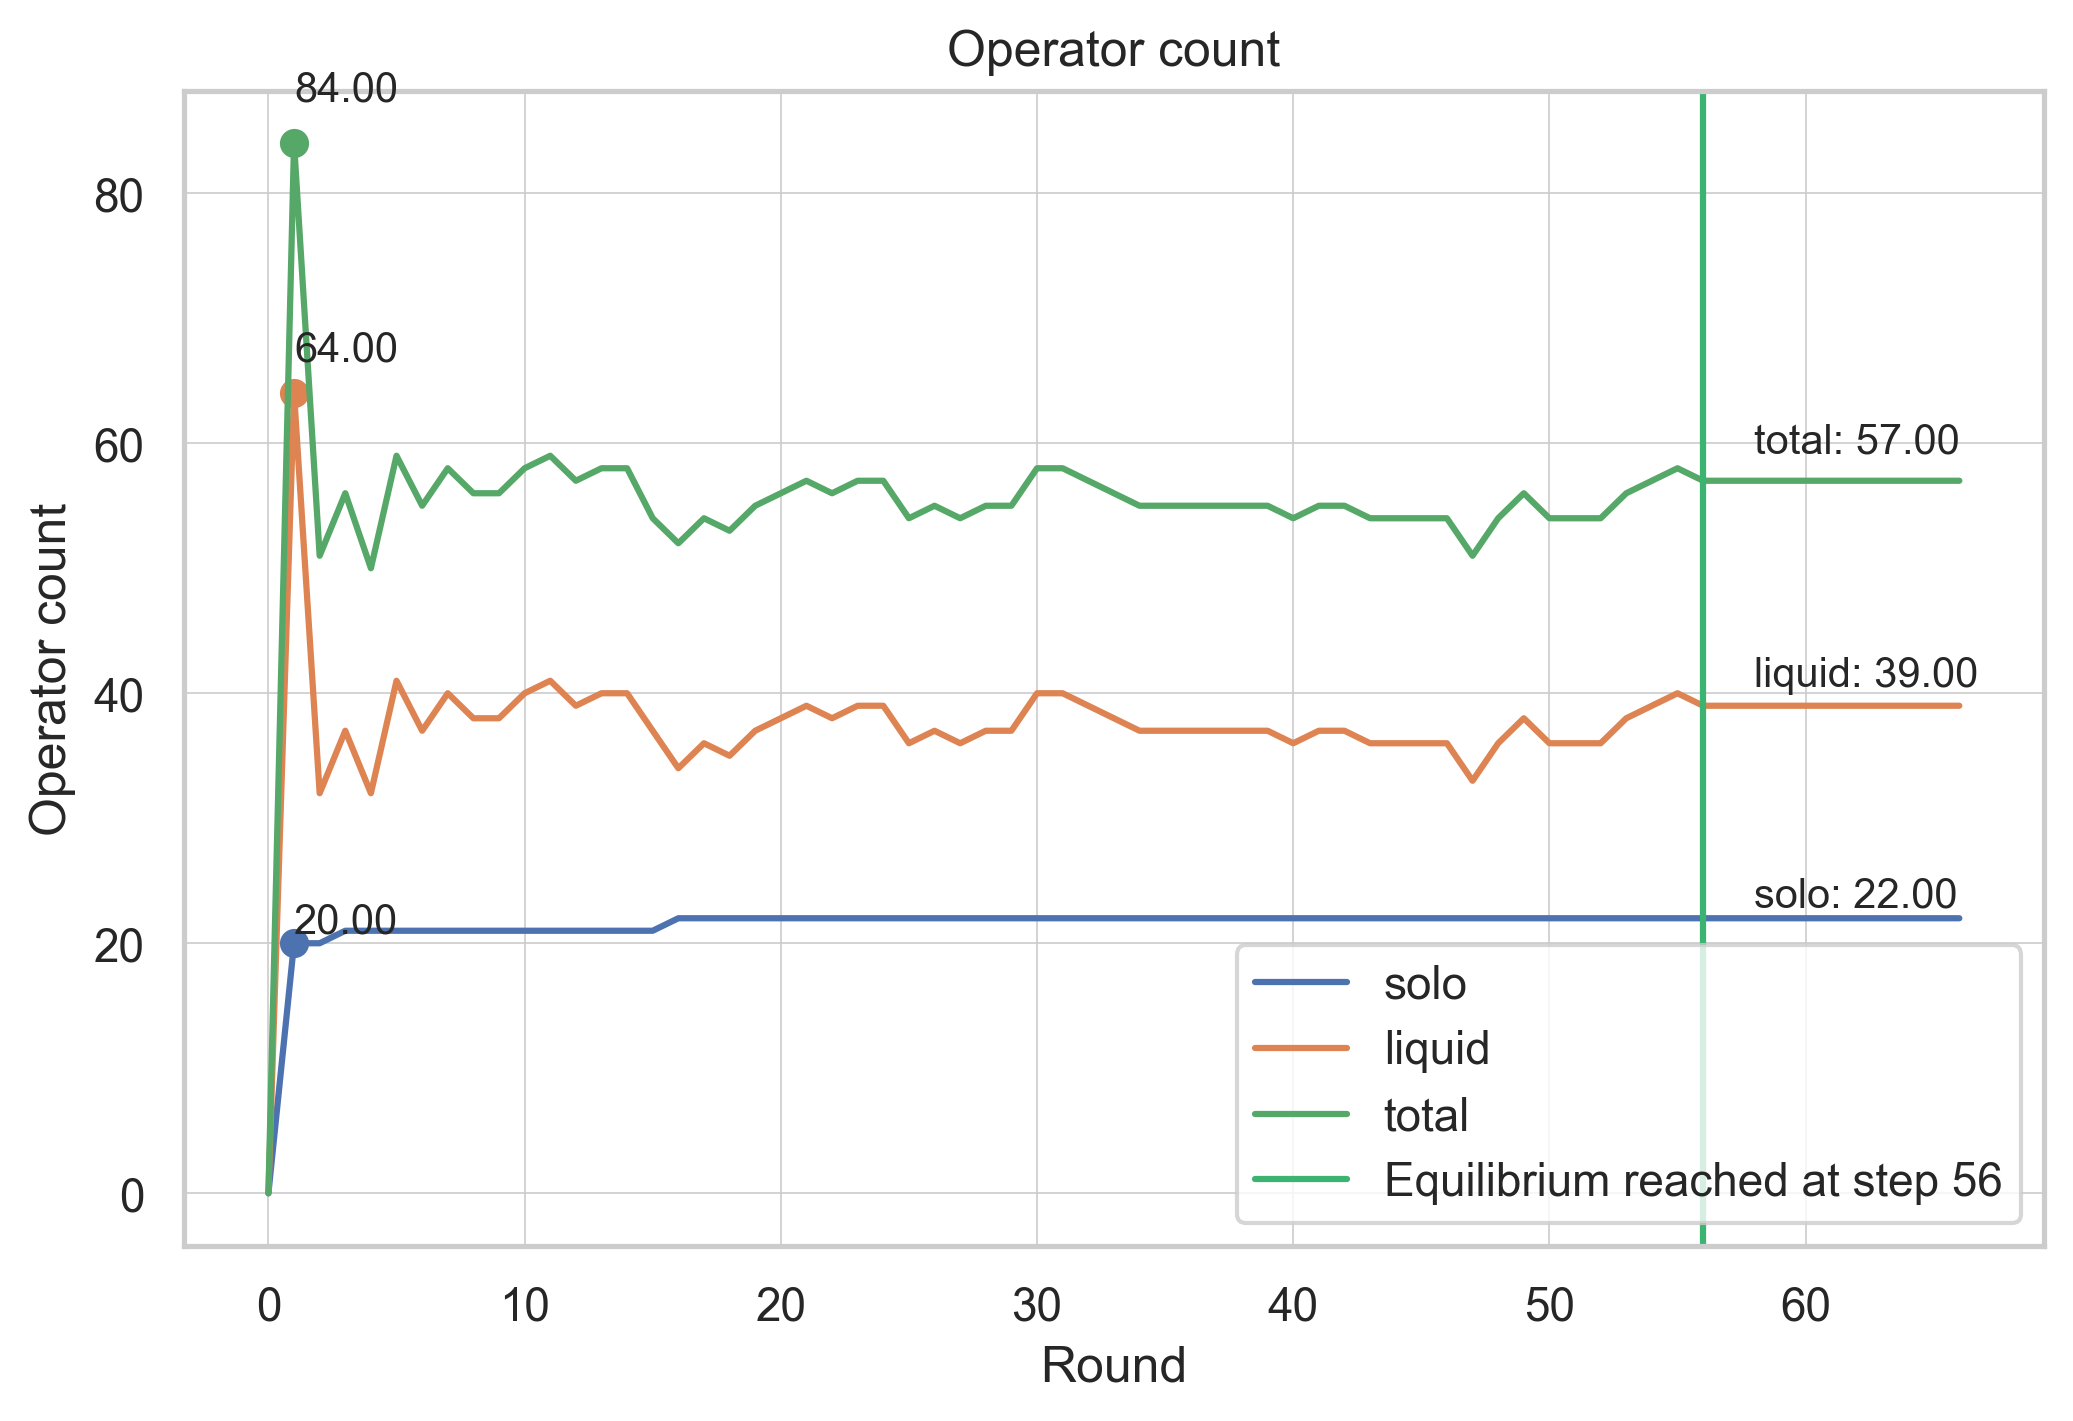 Operator count
84.00
64.00
20.00
total: 57.00
liquid: 39.00
solo: 22.00
Operator count
80
60
40
20
0
solo
liquid
total
Equilibrium reached at step 56
0 10 20 30 40 50 60
Round